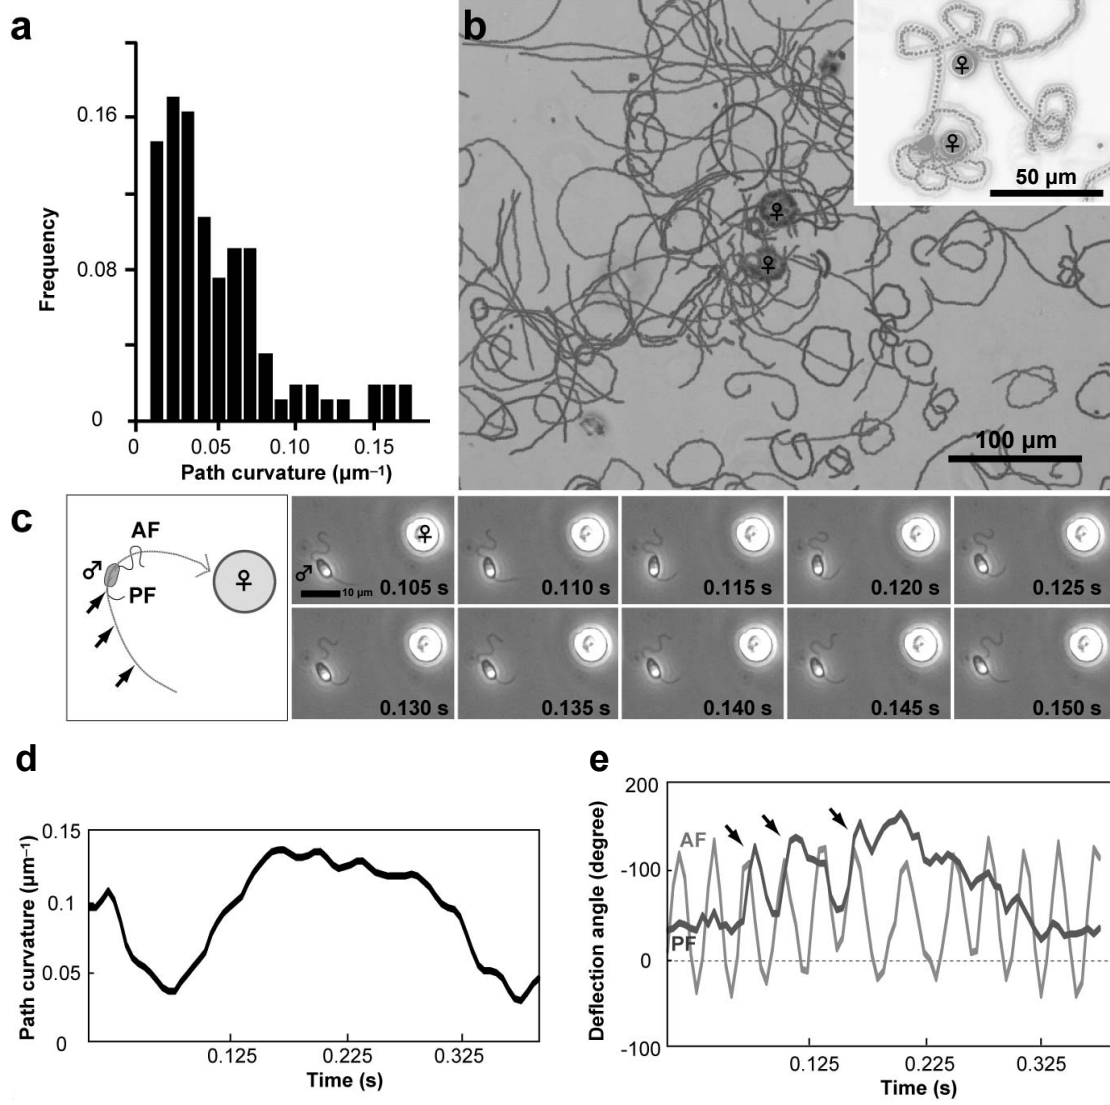 a
0.16
0.08
0
Frequency
0
0.05
0.10
0.15
Path curvature (µm⁻¹)
b
♀
♀
100 µm
♀
♀
50 µm
c
AF
♂
PF
♀
♀
♂
10 µm
0.105 s
0.110 s
0.115 s
0.120 s
0.125 s
0.130 s
0.135 s
0.140 s
0.145 s
0.150 s
d
0.15
0.1
0.05
0
Path curvature (µm⁻¹)
0.125
0.225
0.325
Time (s)
e
200
-100
0
-100
Deflection angle (degree)
AF
PF
0.125
0.225
0.325
Time (s)